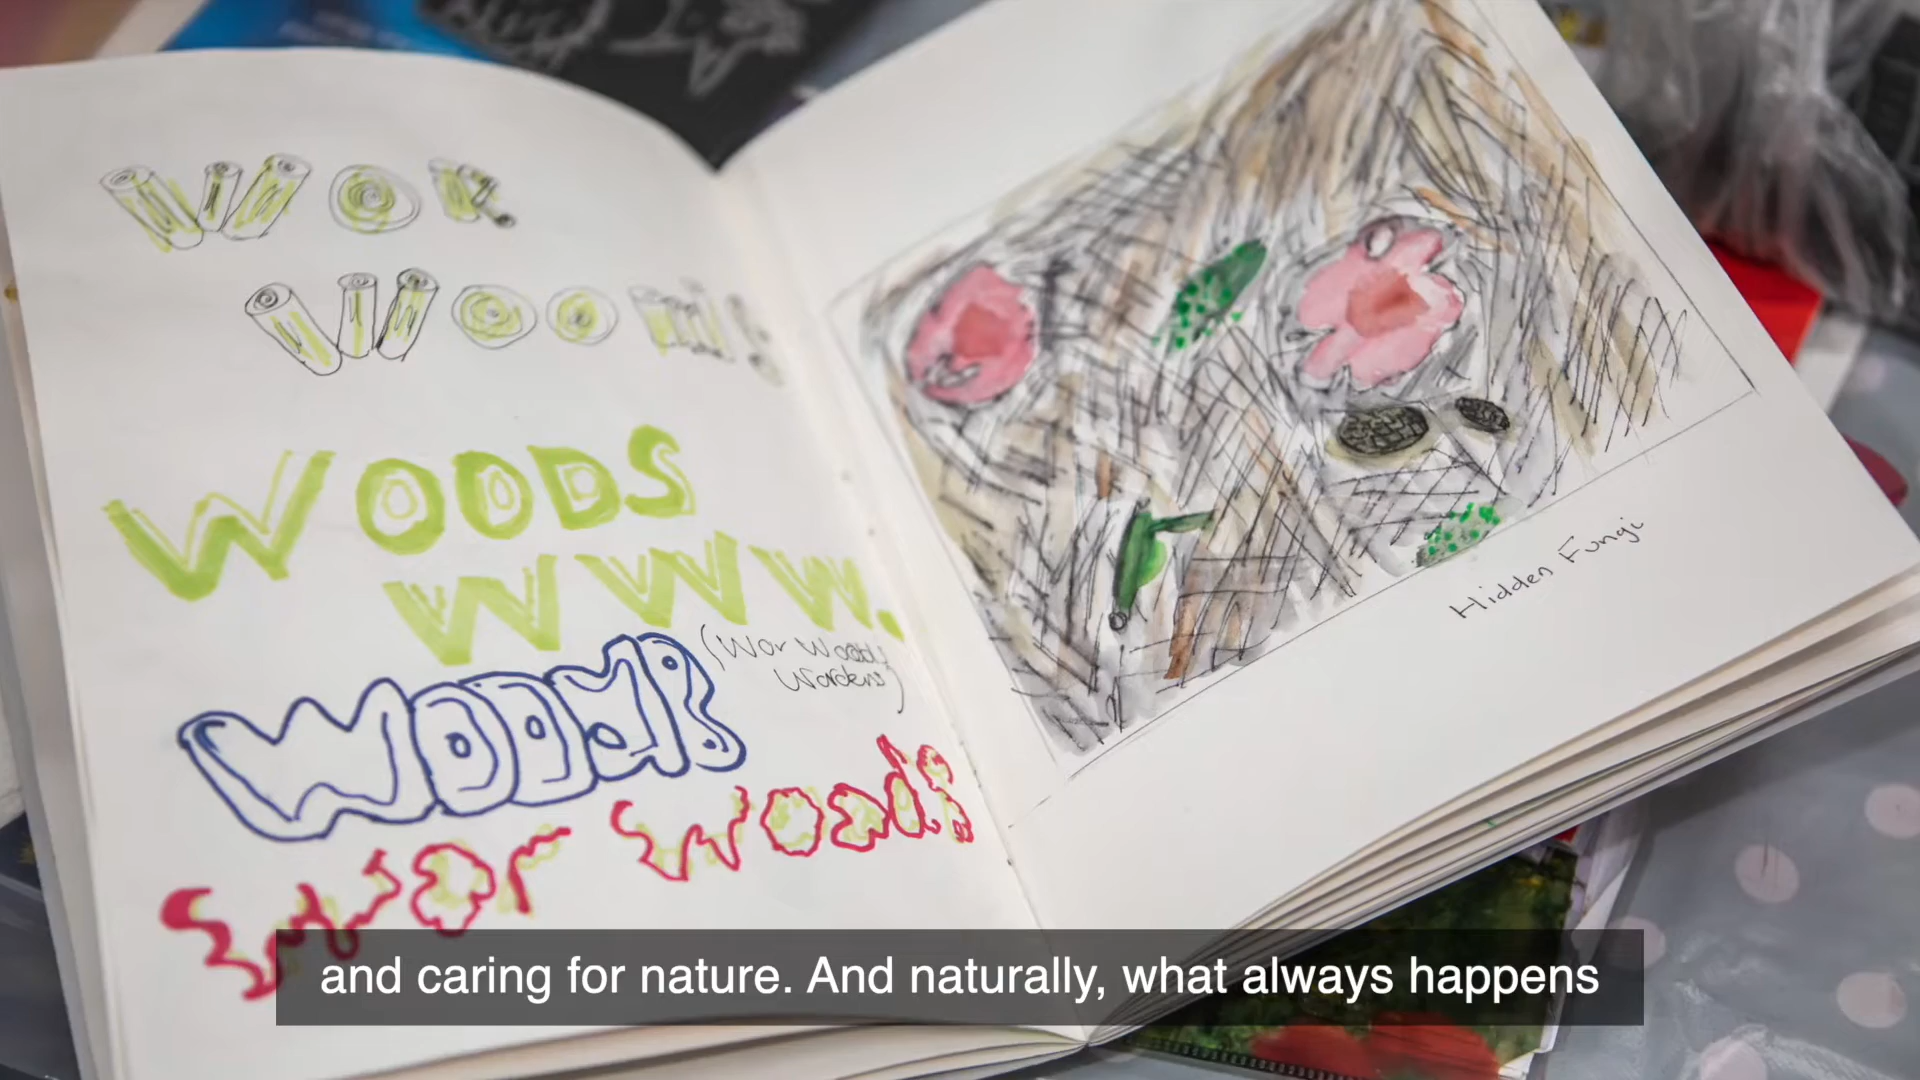 Wor
Woods
WOODS
WWW.
(Wor Woods
Wardens)
WOODS
Wor Woods
Hidden Fungi
and caring for nature. And naturally, what always happens